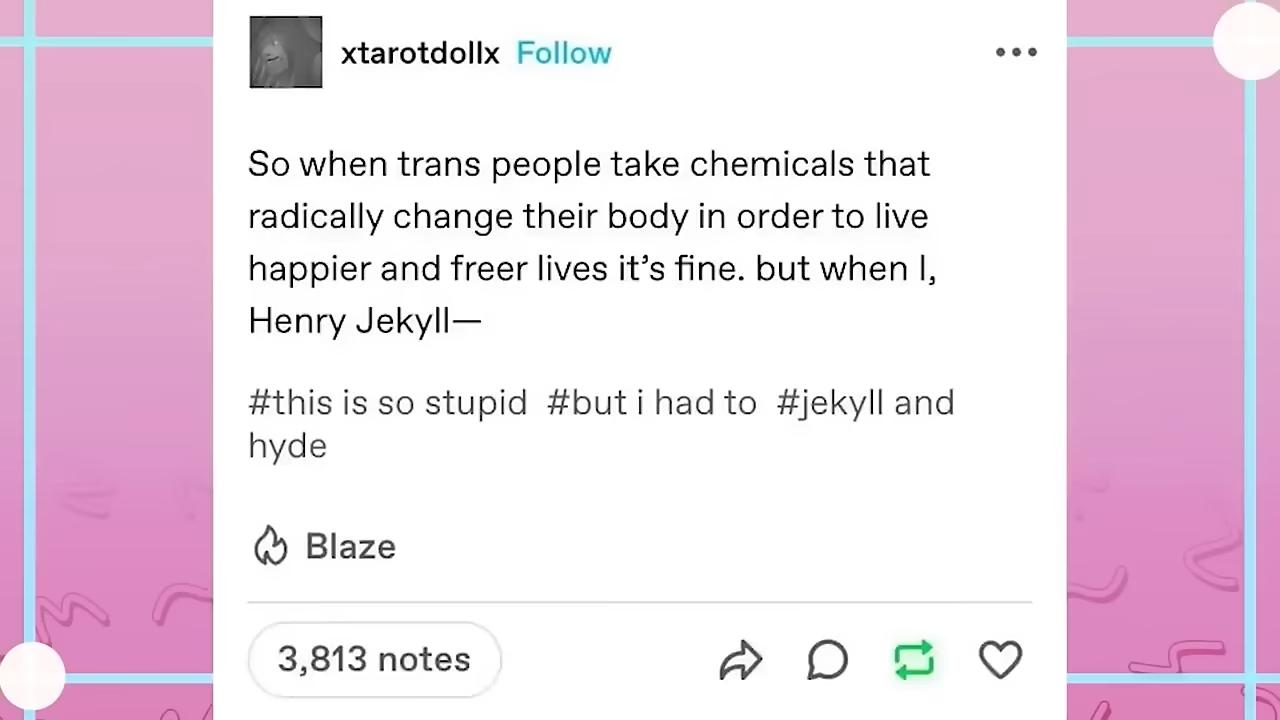 xtarotdollx Follow
So when trans people take chemicals that
radically change their body in order to live
happier and freer lives it’s fine. but when I,
Henry Jekyll—
#this is so stupid #but i had to #jekyll and
hyde
Blaze
3,813 notes